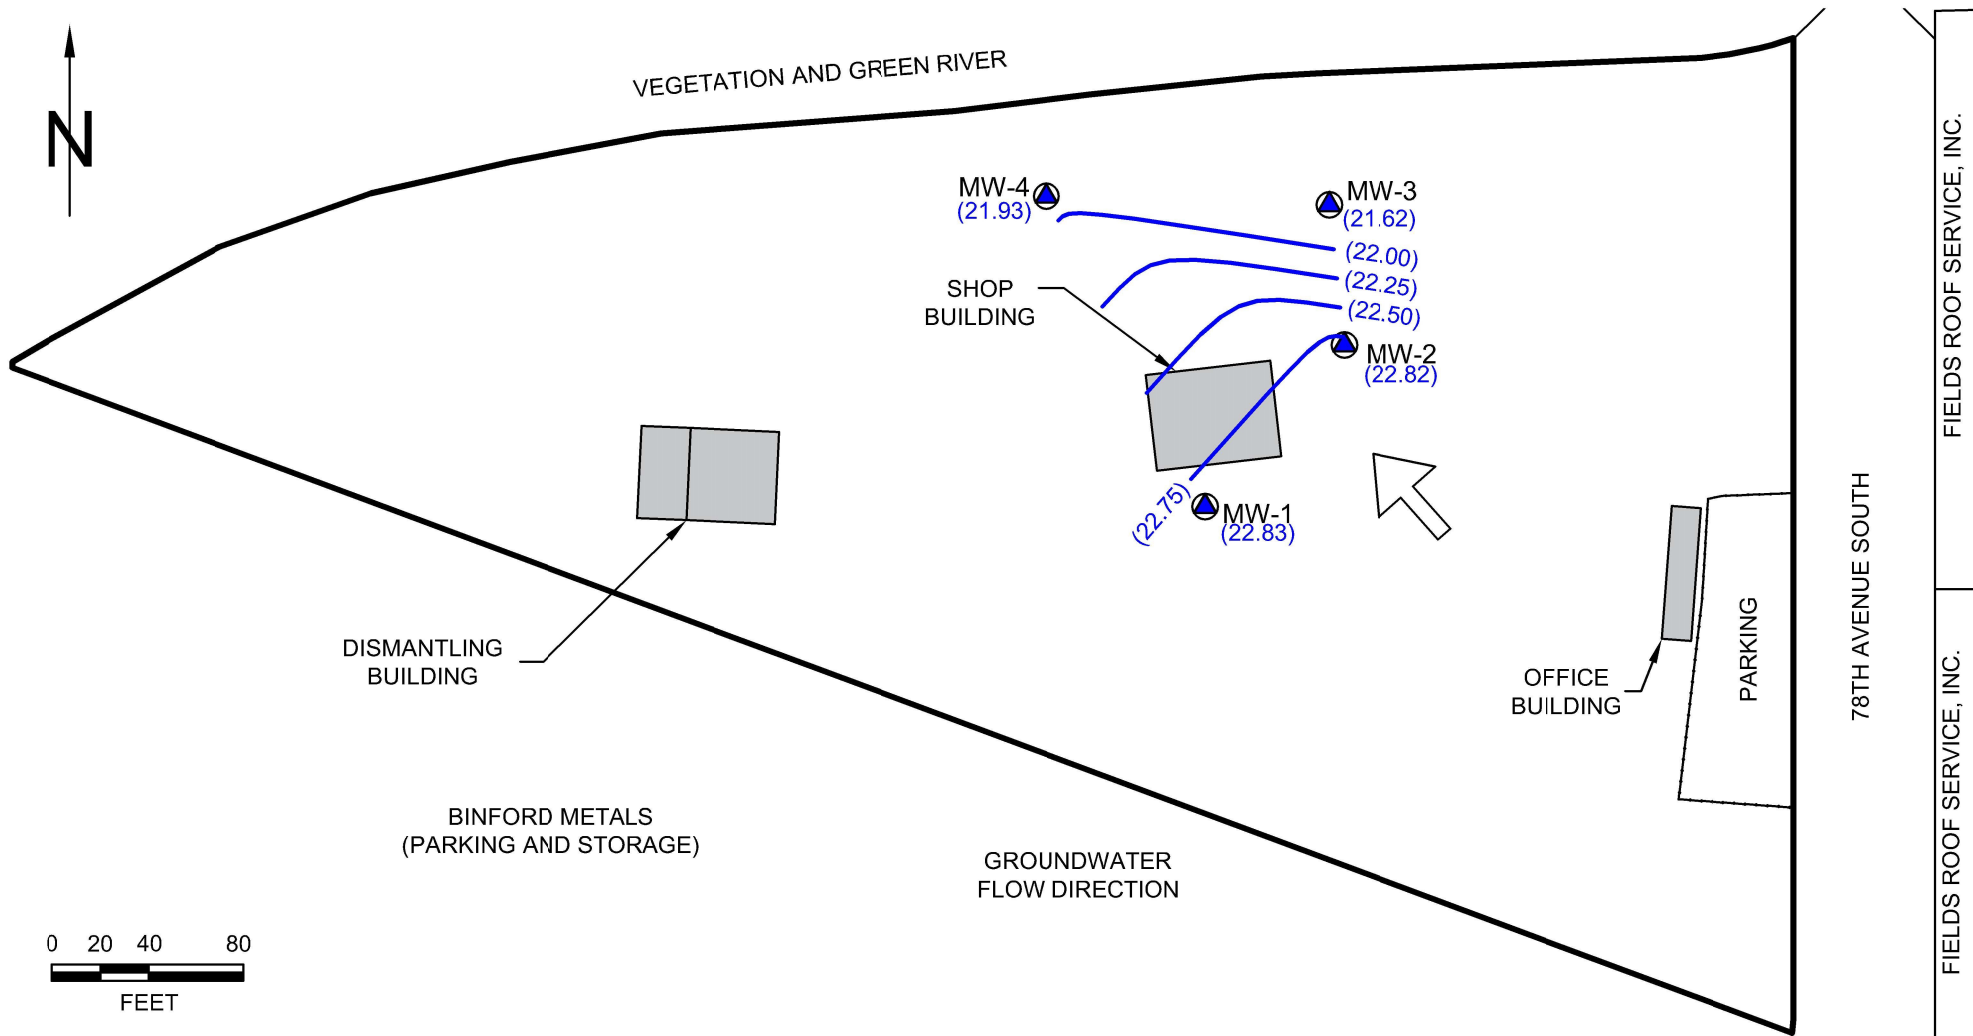 VEGETATION AND GREEN RIVER
N
MW-4
(21.93)
MW-3
(21.62)
(22.00)
(22.25)
(22.50)
SHOP
BUILDING
MW-2
(22.82)
(22.75)
MW-1
(22.83)
DISMANTLING
BUILDING
OFFICE
BUILDING
PARKING
78TH AVENUE SOUTH
FIELDS ROOF SERVICE, INC.
FIELDS ROOF SERVICE, INC.
BINFORD METALS
(PARKING AND STORAGE)
GROUNDWATER
FLOW DIRECTION
0 20 40 80
FEET